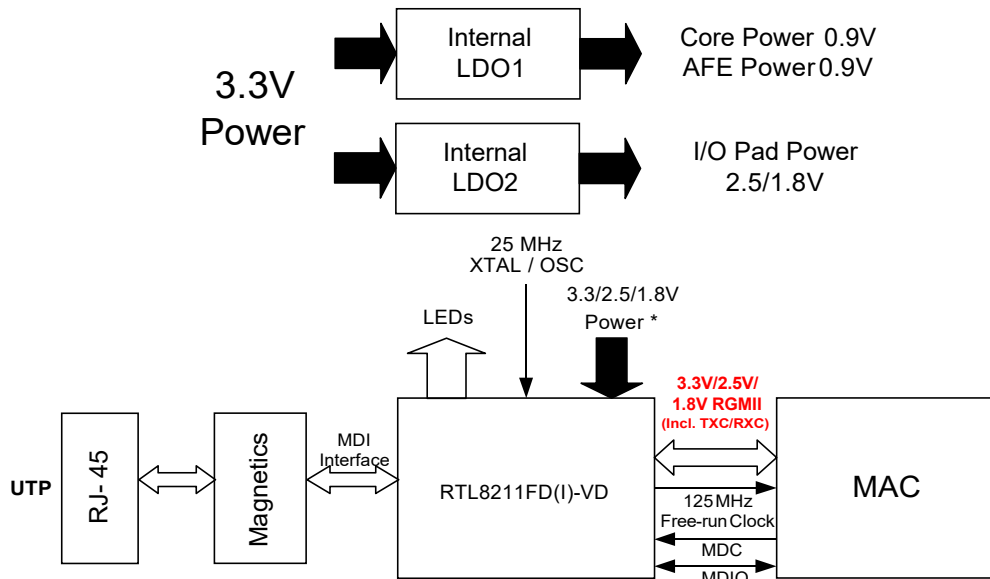 3.3V
Power
Internal
LDO1
Core Power 0.9V
AFE Power 0.9V
Internal
LDO2
I/O Pad Power
2.5/1.8V
25 MHz
XTAL / OSC
3.3/2.5/1.8V
Power *
LEDs
3.3V/2.5V/
1.8V RGMII
(Incl. TXC/RXC)
UTP
RJ- 45
Magnetics
MDI
Interface
RTL8211FD(I)-VD
125 MHz
Free-run Clock
MDC
MDIO
MAC